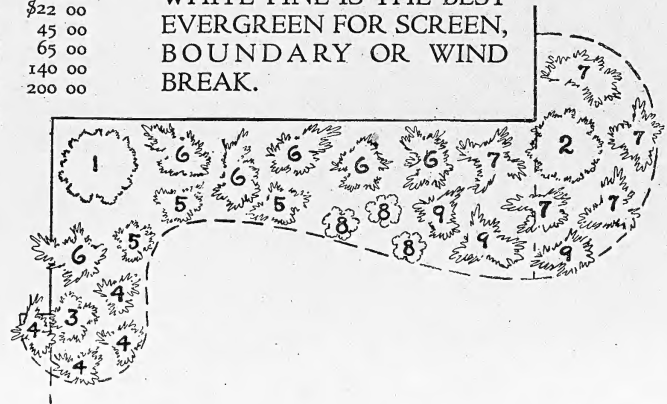 $22 00
45 00
65 00
140 00
200 00
WHITE PINE IS THE BEST
EVERGREEN FOR SCREEN,
BOUNDARY OR WIND
BREAK.
7
1 6 6 6 6 6 7 2 7
5 5 8 8 9 7 7
6 5 8 9 9
4 3 4
4 4